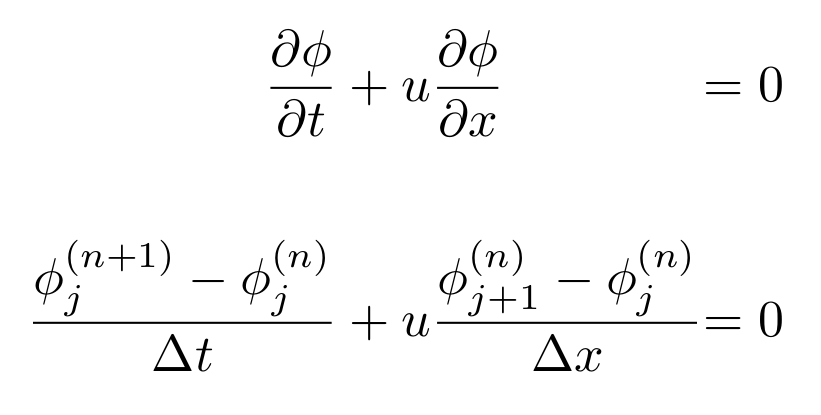 ∂ϕ/∂t + u ∂ϕ/∂x = 0
(ϕ_j^{(n+1)} − ϕ_j^{(n)})/Δt + u (ϕ_{j+1}^{(n)} − ϕ_j^{(n)})/Δx = 0